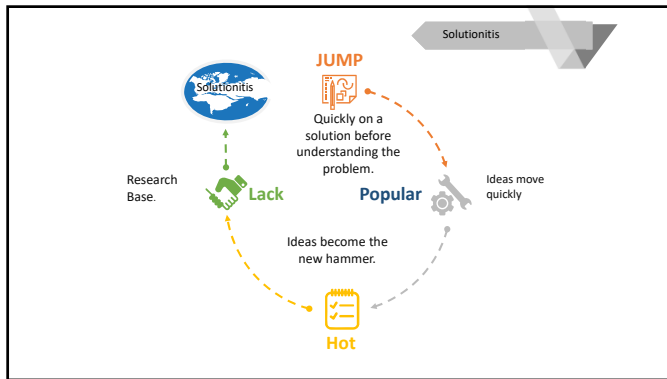 Solutionitis
JUMP
Solutionitis
Quickly on a
solution before
understanding the
problem.
Research
Base.
Lack
Popular
Ideas move
quickly
Ideas become the
new hammer.
Hot